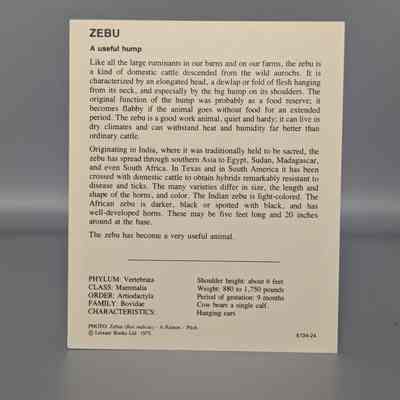 ZEBU
A useful hump
Like all the large ruminants in our barns and on our farms, the zebu is
a kind of domestic cattle descended from the wild aurochs. It is
characterized by an elongated head, a dewlap or fold of flesh hanging
from its neck, and especially by the big hump on its shoulders. The
original function of the hump was probably as a food reserve; it
becomes flabby if the animal goes without food for an extended
period. The zebu is a good work animal, quiet and hardy; it can live in
dry climates and can withstand heat and humidity far better than
ordinary cattle.
Originating in India, where it was traditionally held to be sacred, the
zebu has spread through southern Asia to Egypt, Sudan, Madagascar,
and even South Africa. In Texas and in South America it has been
crossed with domestic cattle to obtain hybrids remarkably resistant to
disease and ticks. The many varieties differ in size, the length and
shape of the horns, and color. The Indian zebu is light-colored. The
African zebu is darker, black or spotted with black, and has
well-developed horns. These may be five feet long and 20 inches
around at the base.
The zebu has become a very useful animal.
PHYLUM: Vertebrata
CLASS: Mammalia
ORDER: Artiodactyla
FAMILY: Bovidae
CHARACTERISTICS:
Shoulder height: about 6 feet
Weight: 880 to 1,750 pounds
Period of gestation: 9 months
Cow bears a single calf.
Hanging ears
PHOTO: Zebus (Bos indicus) - A Rainon - Pitch
© Leisure Books Ltd - 1975
6134-24